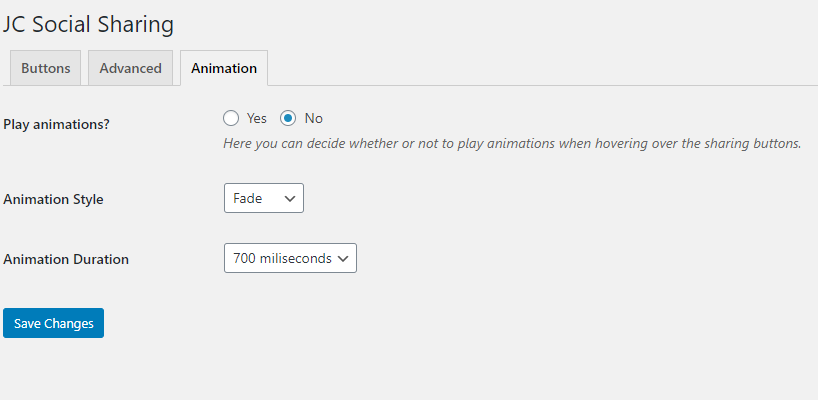 JC Social Sharing
Buttons Advanced Animation
Play animations? Yes No
Here you can decide whether or not to play animations when hovering over the sharing buttons.
Animation Style Fade
Animation Duration 700 miliseconds
Save Changes